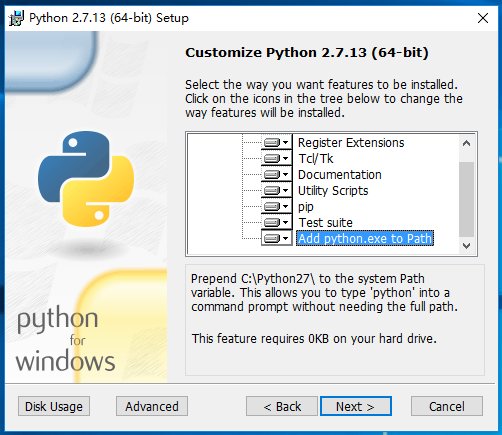 Python 2.7.13 (64-bit) Setup
Customize Python 2.7.13 (64-bit)
Select the way you want features to be installed.
Click on the icons in the tree below to change the
way features will be installed.
Register Extensions
Tcl/Tk
Documentation
Utility Scripts
pip
Test suite
Add python.exe to Path
Prepend C:\Python27\ to the system Path
variable. This allows you to type 'python' into a
command prompt without needing the full path.
This feature requires 0KB on your hard drive.
python
for
windows
Disk Usage
Advanced
< Back
Next >
Cancel